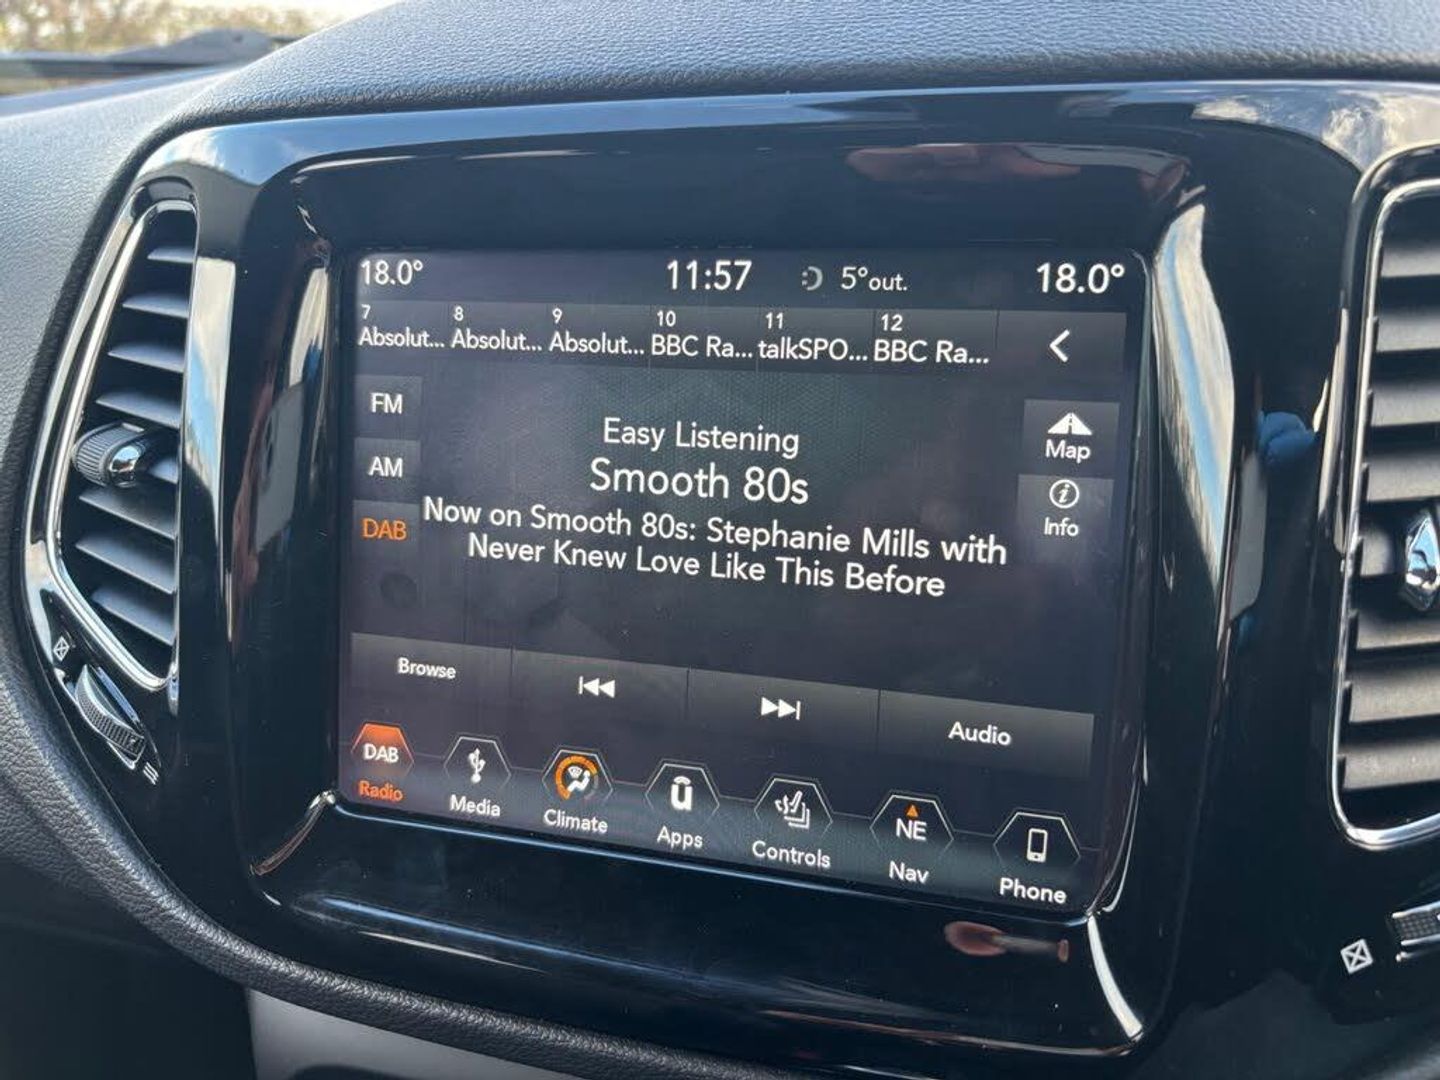 18.0° 11:57 5°out. 18.0°
7 8 9 10 11 12
Absolut... Absolut... Absolut... BBC Ra... talkSPO... BBC Ra...
FM
AM
DAB
Easy Listening
Smooth 80s
Now on Smooth 80s: Stephanie Mills with
Never Knew Love Like This Before
Map
Info
Browse Audio
DAB NE
Radio Media Climate Apps Controls Nav Phone